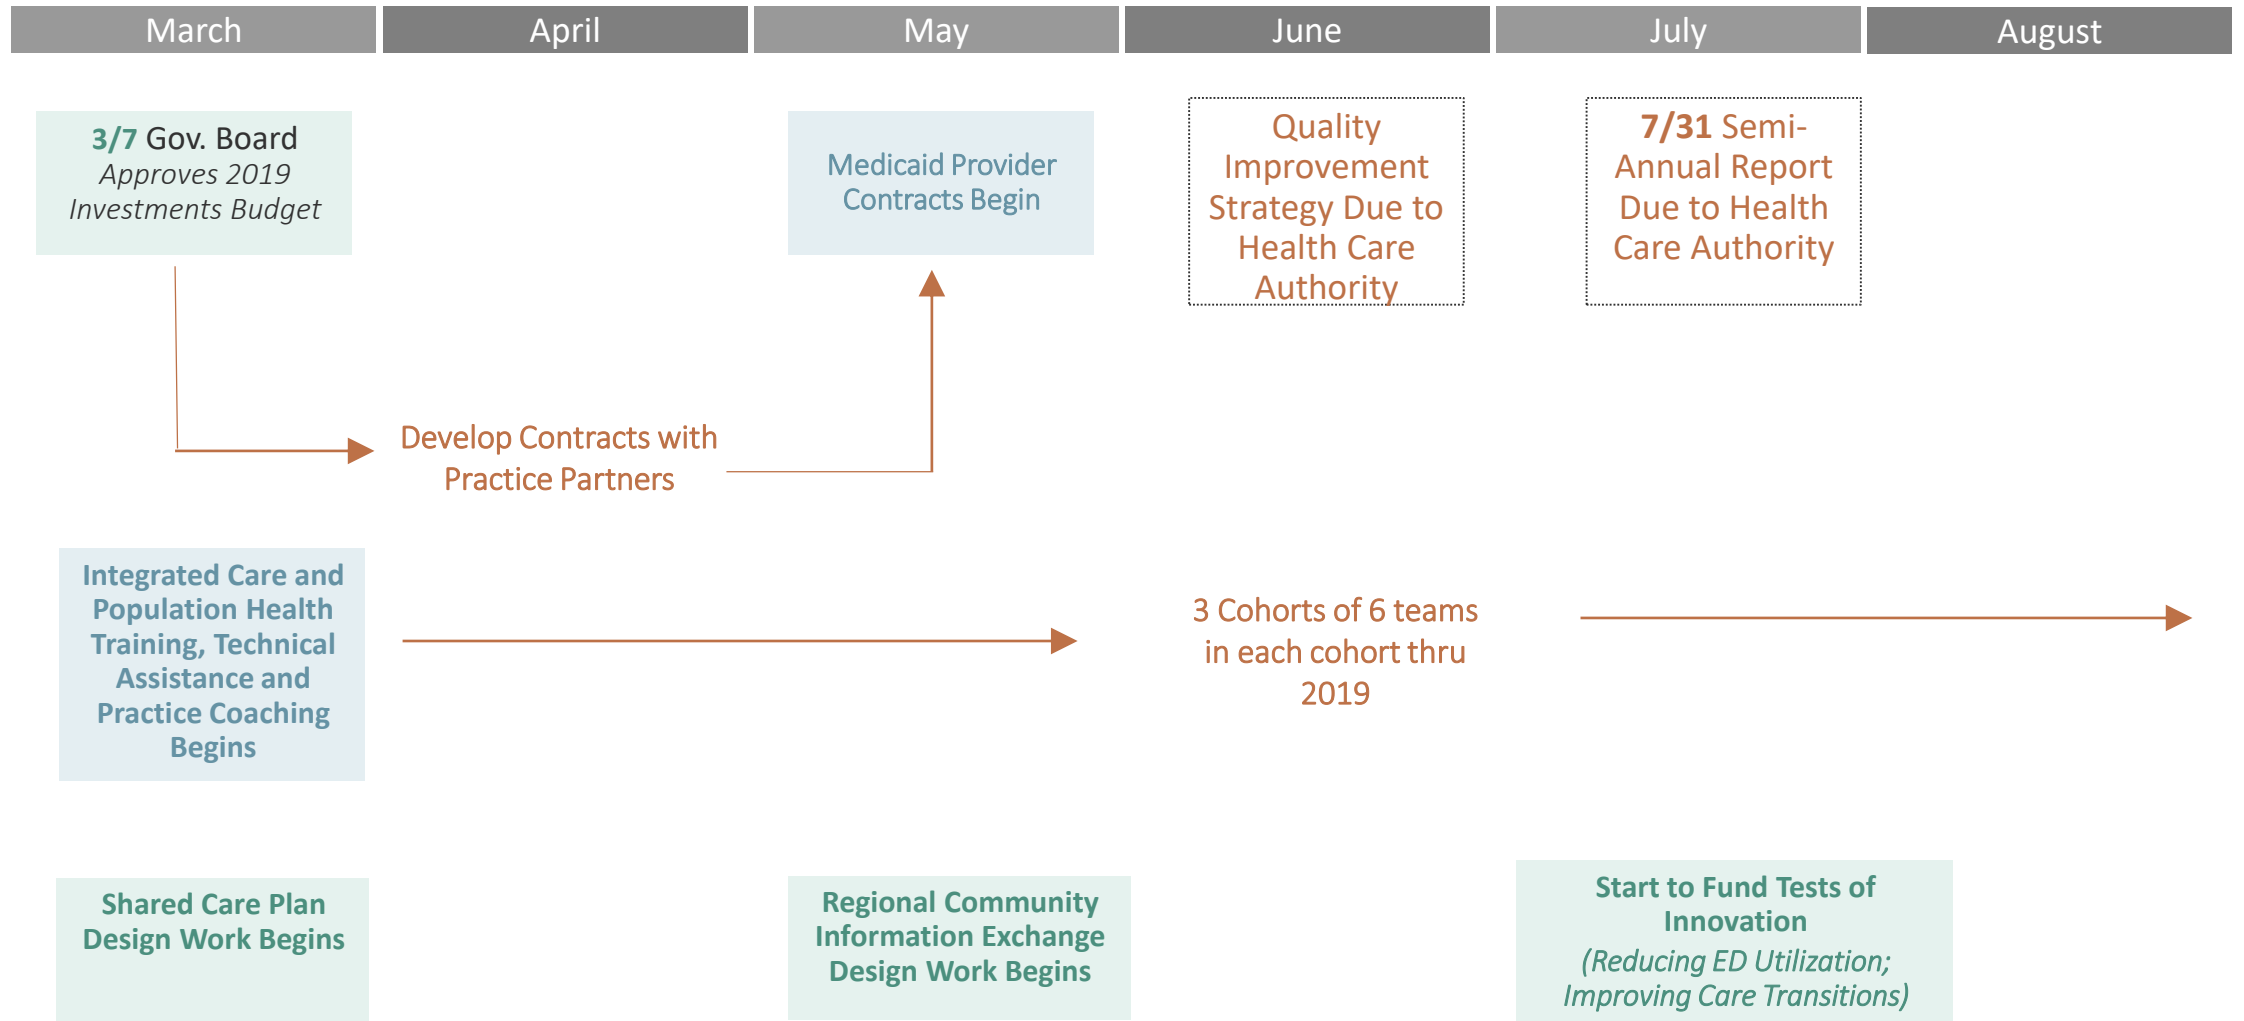 March
April
May
June
July
August
3/7 Gov. Board
Approves 2019
Investments Budget
Medicaid Provider
Contracts Begin
Quality
Improvement
Strategy Due to
Health Care
Authority
7/31 Semi-
Annual Report
Due to Health
Care Authority
Develop Contracts with
Practice Partners
Integrated Care and
Population Health
Training, Technical
Assistance and
Practice Coaching
Begins
3 Cohorts of 6 teams
in each cohort thru
2019
Shared Care Plan
Design Work Begins
Regional Community
Information Exchange
Design Work Begins
Start to Fund Tests of
Innovation
(Reducing ED Utilization;
Improving Care Transitions)